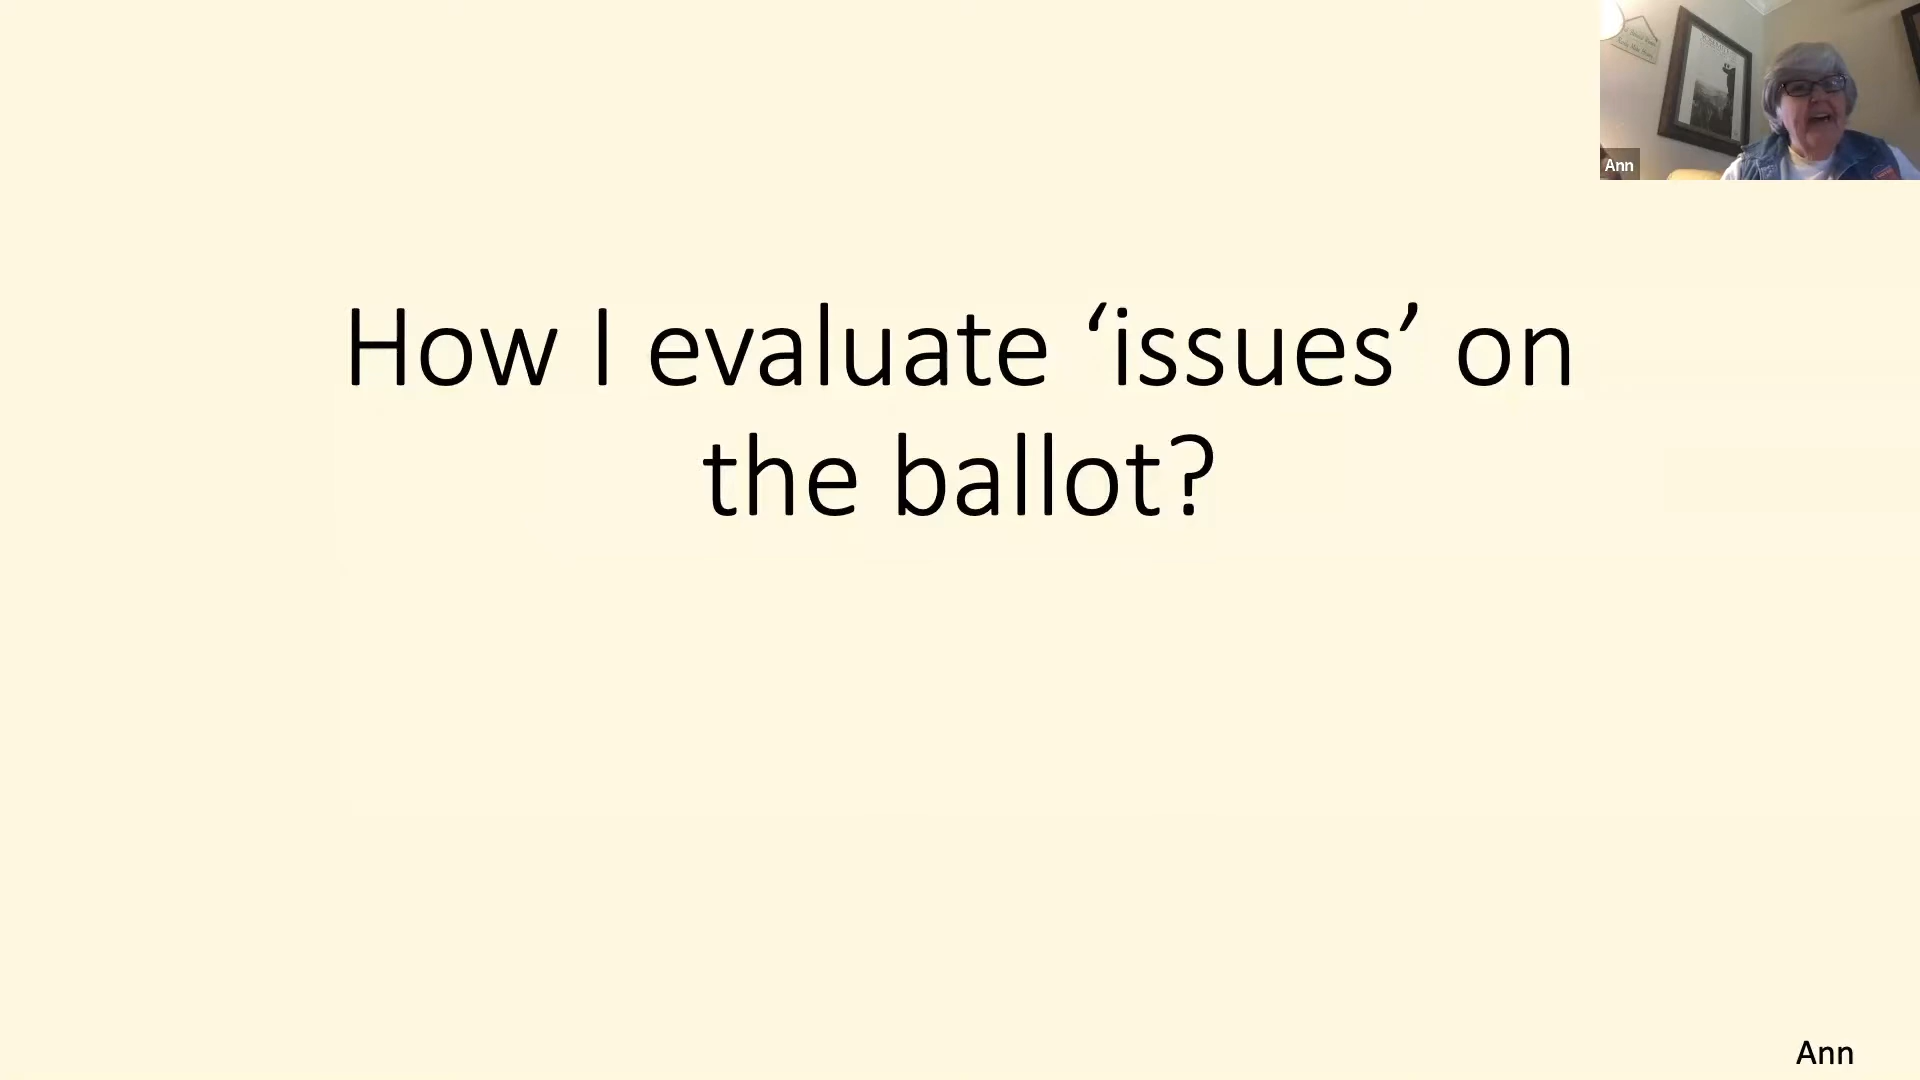 How I evaluate ‘issues’ on
the ballot?
Ann
Ann